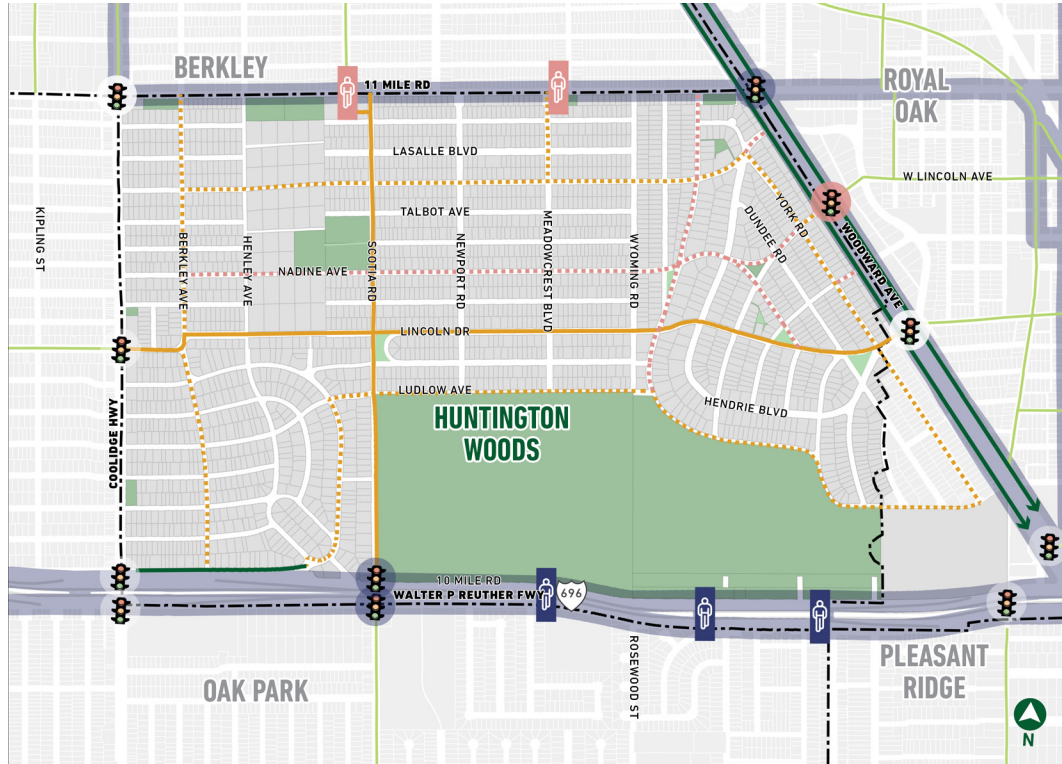 BERKLEY
11 MILE RD
ROYAL
OAK
LASALLE BLVD
W LINCOLN AVE
KIPLING ST
TALBOT AVE
BERKLEY AVE
HENLEY AVE
SCOTIA RD
NEWPORT RD
MEADOWCREST BLVD
WYOMING RD
DUNDEE RD
YORK RD
WOODWARD AVE
NADINE AVE
LINCOLN DR
LUDLOW AVE
HENDRIE BLVD
HUNTINGTON
WOODS
COOLIDGE HWY
10 MILE RD
WALTER P REUTHER FWY
696
ROSEWOOD ST
OAK PARK
PLEASANT
RIDGE
N